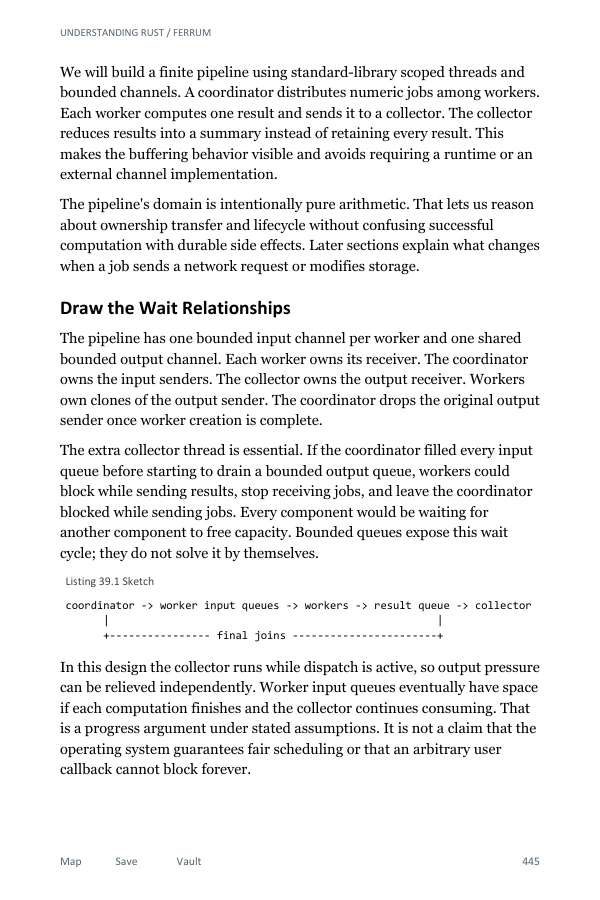 UNDERSTANDING RUST / FERRUM
We will build a finite pipeline using standard-library scoped threads and
bounded channels. A coordinator distributes numeric jobs among workers.
Each worker computes one result and sends it to a collector. The collector
reduces results into a summary instead of retaining every result. This
makes the buffering behavior visible and avoids requiring a runtime or an
external channel implementation.
The pipeline's domain is intentionally pure arithmetic. That lets us reason
about ownership transfer and lifecycle without confusing successful
computation with durable side effects. Later sections explain what changes
when a job sends a network request or modifies storage.
Draw the Wait Relationships
The pipeline has one bounded input channel per worker and one shared
bounded output channel. Each worker owns its receiver. The coordinator
owns the input senders. The collector owns the output receiver. Workers
own clones of the output sender. The coordinator drops the original output
sender once worker creation is complete.
The extra collector thread is essential. If the coordinator filled every input
queue before starting to drain a bounded output queue, workers could
block while sending results, stop receiving jobs, and leave the coordinator
blocked while sending jobs. Every component would be waiting for
another component to free capacity. Bounded queues expose this wait
cycle; they do not solve it by themselves.
Listing 39.1 Sketch
coordinator -> worker input queues -> workers -> result queue -> collector
      |                                                  |
      +---------------- final joins -----------------------+
In this design the collector runs while dispatch is active, so output pressure
can be relieved independently. Worker input queues eventually have space
if each computation finishes and the collector continues consuming. That
is a progress argument under stated assumptions. It is not a claim that the
operating system guarantees fair scheduling or that an arbitrary user
callback cannot block forever.
Map Save Vault 445